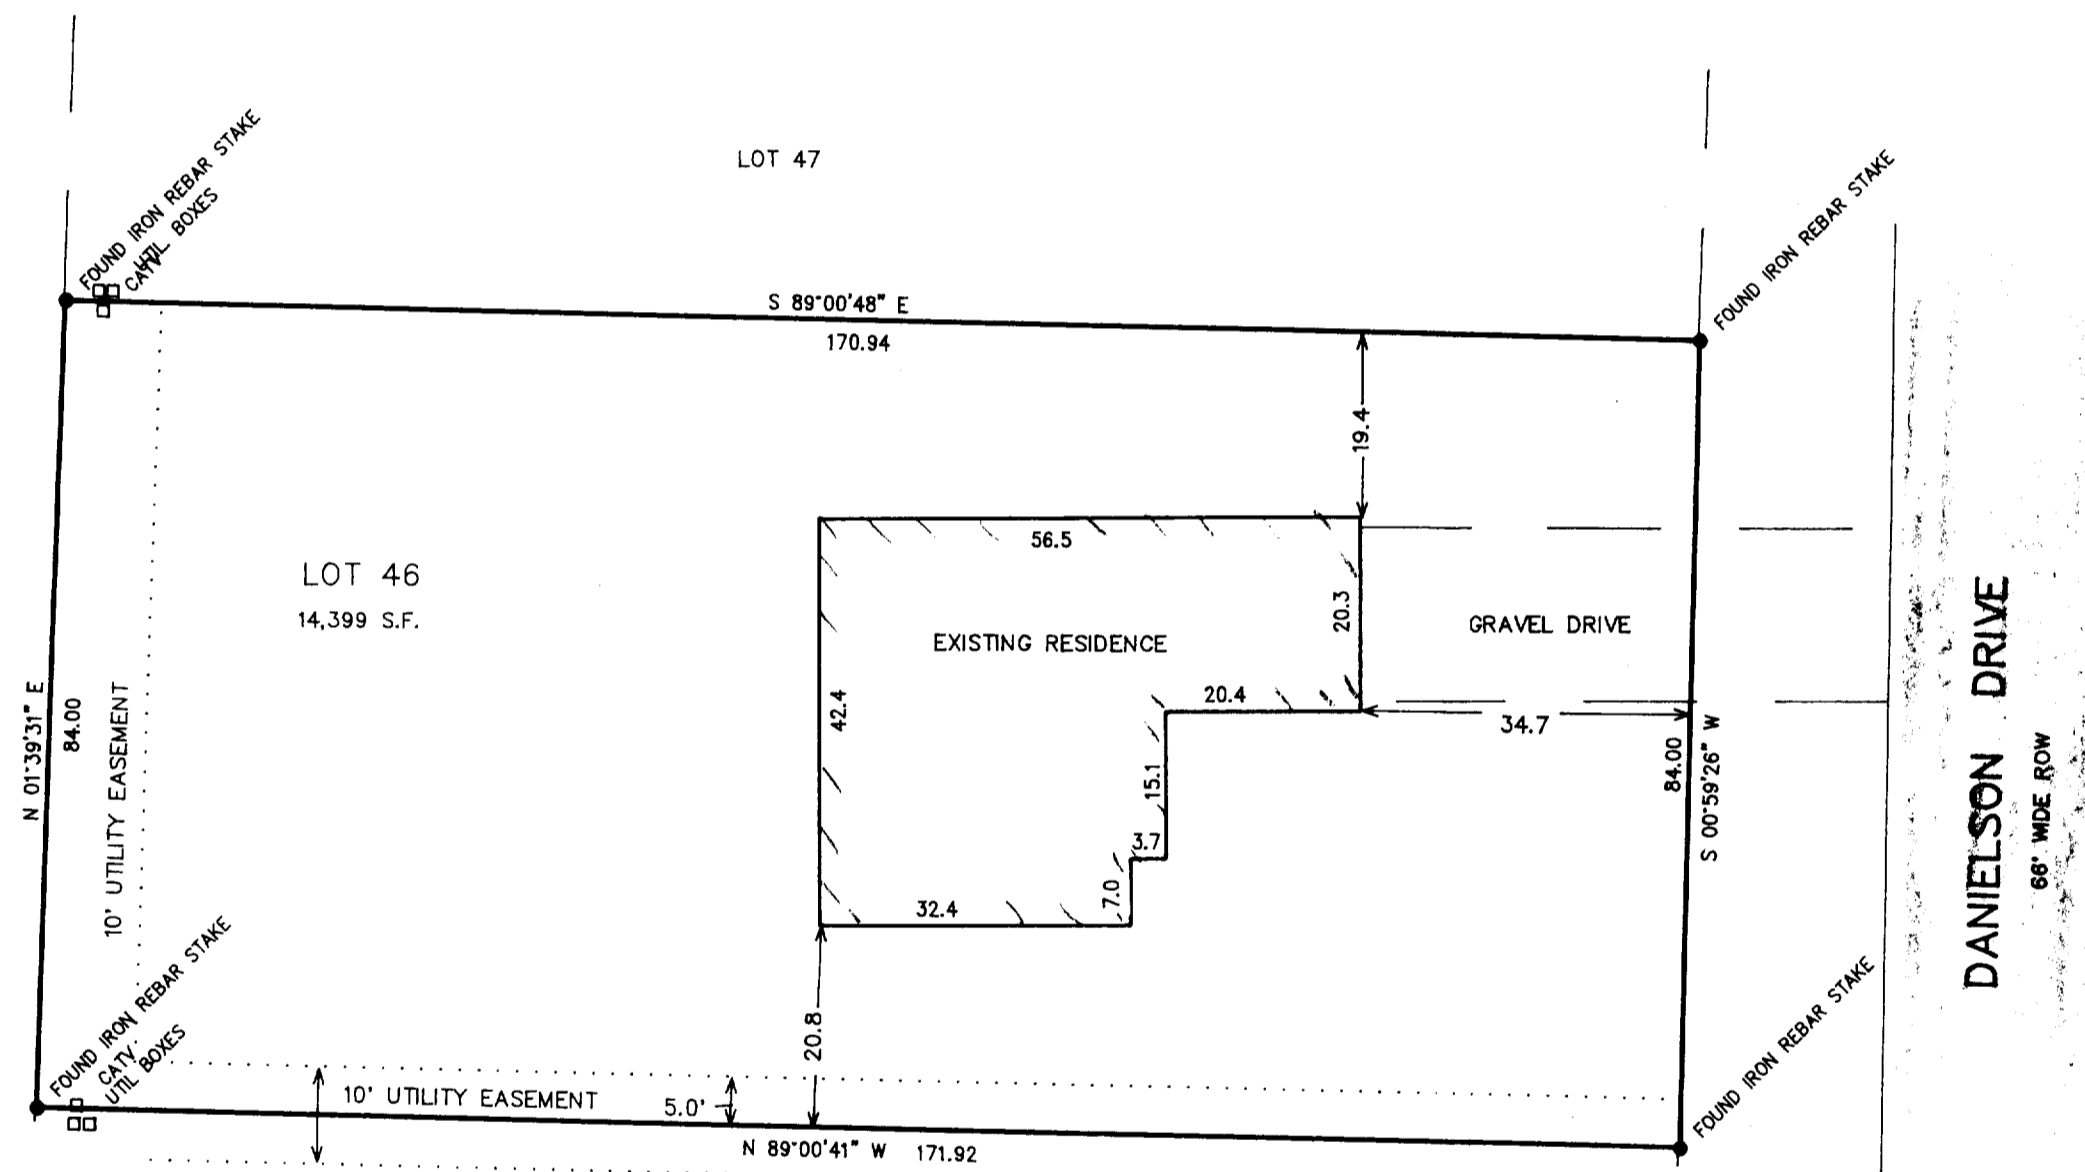 LOT 47
FOUND IRON REBAR STAKE
CATV
UTIL BOXES
FOUND IRON REBAR STAKE
S 89°00'48" E
170.94
19.4
56.5
LOT 46
14,399 S.F.
EXISTING RESIDENCE
20.3
GRAVEL DRIVE
20.4
34.7
42.4
15.1
3.7
7.0
32.4
N 01°39'31" E
84.00
10' UTILITY EASEMENT
84.00
S 00°59'26" W
DANIELSON DRIVE
66' WIDE ROW
20.8
FOUND IRON REBAR STAKE
CATV
UTIL BOXES
10' UTILITY EASEMENT
5.0'
N 89°00'41" W 171.92
FOUND IRON REBAR STAKE